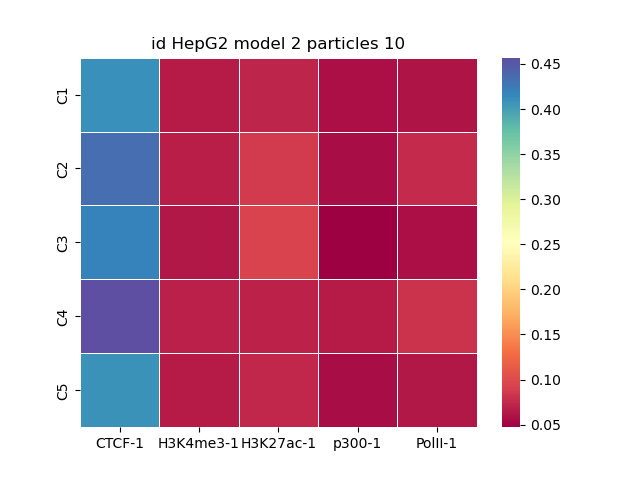 id HepG2 model 2 particles 10
C1
C2
C3
C4
C5
CTCF-1 H3K4me3-1 H3K27ac-1 p300-1 PolII-1
0.45
0.40
0.35
0.30
0.25
0.20
0.15
0.10
0.05